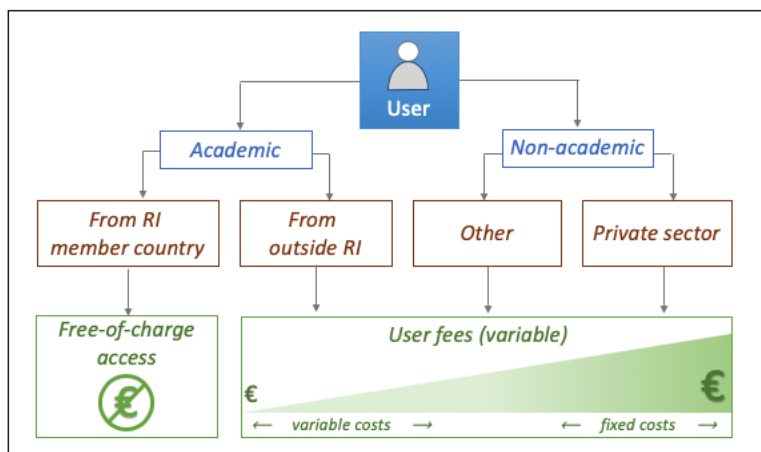 User
Academic
Non-academic
From RI
member country
From
outside RI
Other
Private sector
Free-of-charge
access
€
User fees (variable)
€
€
← variable costs →
← fixed costs →